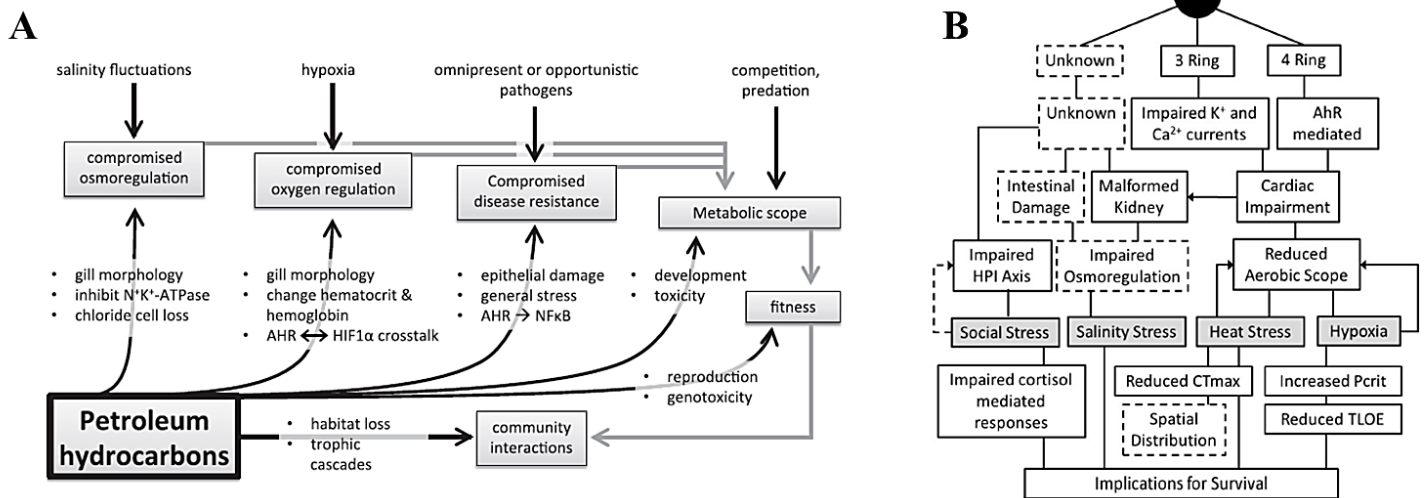 A
salinity fluctuations
hypoxia
omnipresent or opportunistic
pathogens
competition,
predation
compromised
osmoregulation
compromised
oxygen regulation
Compromised
disease resistance
Metabolic scope
• gill morphology
• inhibit N⁺K⁺-ATPase
• chloride cell loss
• gill morphology
• change hematocrit &
hemoglobin
• AHR ↔ HIF1α crosstalk
• epithelial damage
• general stress
• AHR → NFκB
• development
• toxicity
fitness
• reproduction
• genotoxicity
Petroleum
hydrocarbons
• habitat loss
• trophic
cascades
community
interactions
B
Unknown
3 Ring
4 Ring
Unknown
Impaired K⁺ and
Ca²⁺ currents
AhR
mediated
Intestinal
Damage
Malformed
Kidney
Cardiac
Impairment
Impaired
HPI Axis
Impaired
Osmoregulation
Reduced
Aerobic Scope
Social Stress
Salinity Stress
Heat Stress
Hypoxia
Impaired cortisol
mediated
responses
Reduced CTmax
Increased Pcrit
Spatial
Distribution
Reduced TLOE
Implications for Survival